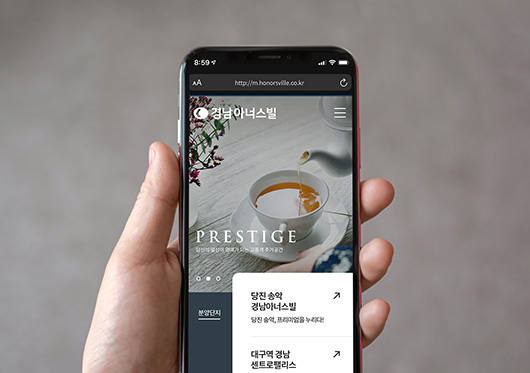 8:59
AA
http://m.honorsville.co.kr
경남아너스빌
PRESTIGE
당신의 일상이 명예가 되는 고품격 주거공간
분양단지
당진 송악
경남아너스빌
당진 송악, 프리미엄을 누리다!
대구역 경남
센트로팰리스